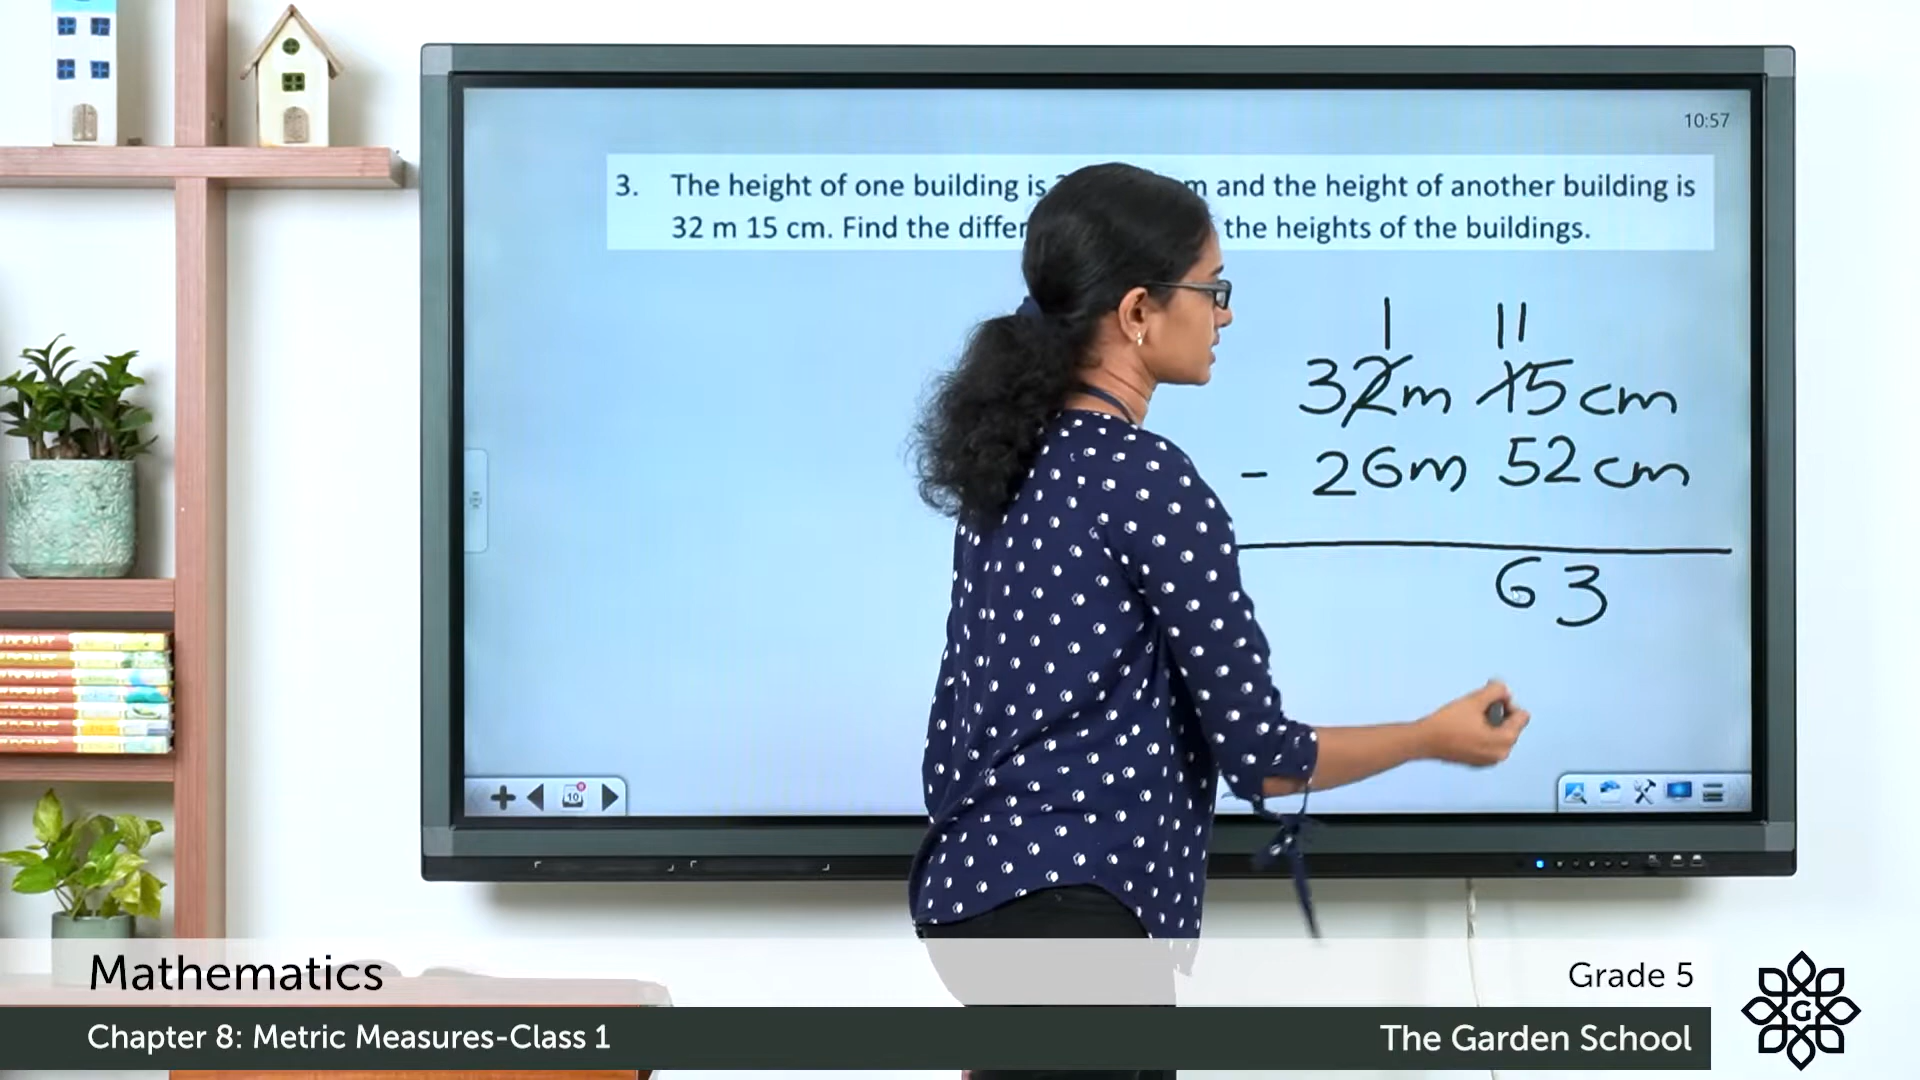 10:57
3. The height of one building is m and the height of another building is
32 m 15 cm. Find the the heights of the buildings.
1 11
32m 15cm
- 26m 52cm
63
10
Mathematics
Grade 5
Chapter 8: Metric Measures-Class 1
The Garden School
G